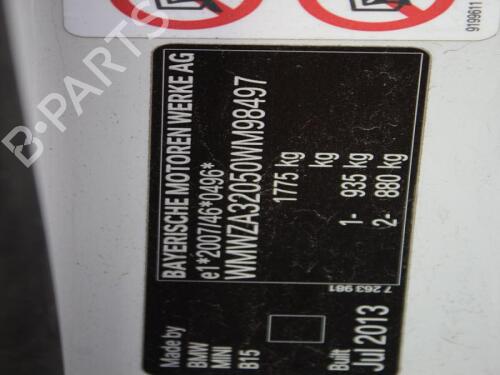 9199611
Made by
BMW
MINI
B15
BAYERISCHE MOTOREN WERKE AG
e1*2007/46*0496*
WMWZA32050WM98497
1775 kg
kg
1- 935 kg
2- 880 kg
Built
Jul 2013
7 263 981
B-PARTS